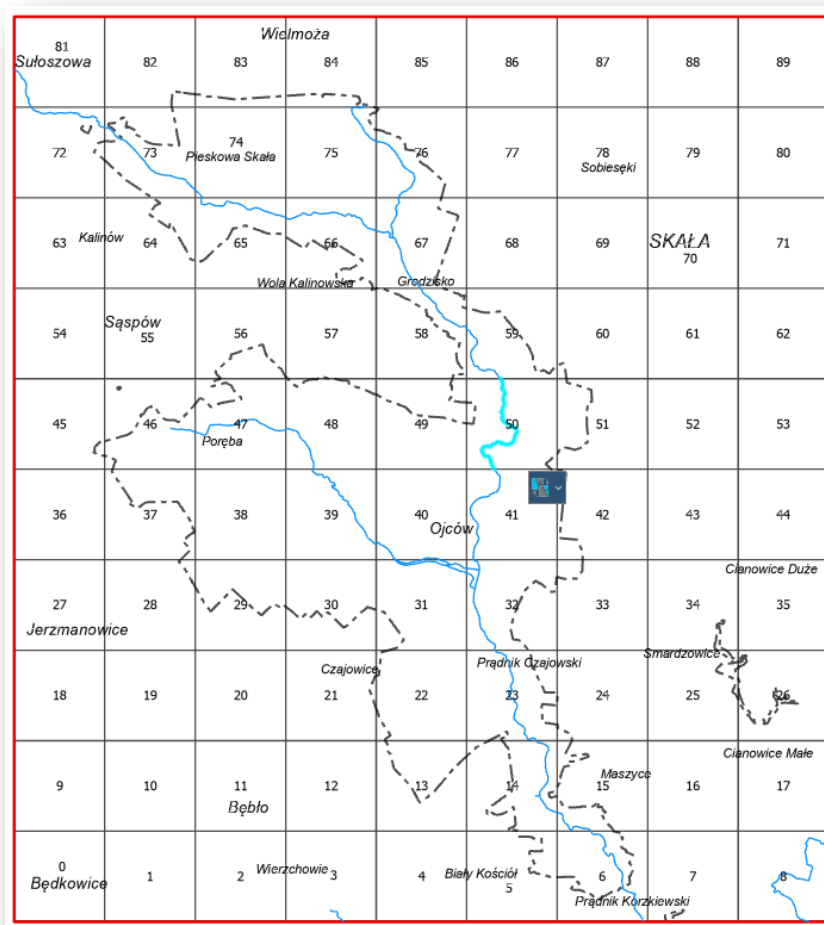 Wielmoża
81 82 83 84 85 86 87 88 89
Sułoszowa
72 73 74 75 76 77 78 79 80
Pieskowa Skała
Sobiesęki
63 64 65 66 67 68 69 70 71
Kalinów
SKAŁA
Wola Kalinowska
Grodzisko
54 55 56 57 58 59 60 61 62
Sąspów
45 46 47 48 49 50 51 52 53
Poręba
36 37 38 39 40 41 42 43 44
Ojców
Cianowice Duże
27 28 29 30 31 32 33 34 35
Jerzmanowice
Smardzowice
Czajowice
Prądnik Czajowski
18 19 20 21 22 23 24 25 26
Cianowice Małe
9 10 11 12 13 14 15 16 17
Maszyce
Bębło
0 1 2 3 4 5 6 7 8
Będkowice
Wierzchowie
Biały Kościół
Prądnik Korzkiewski